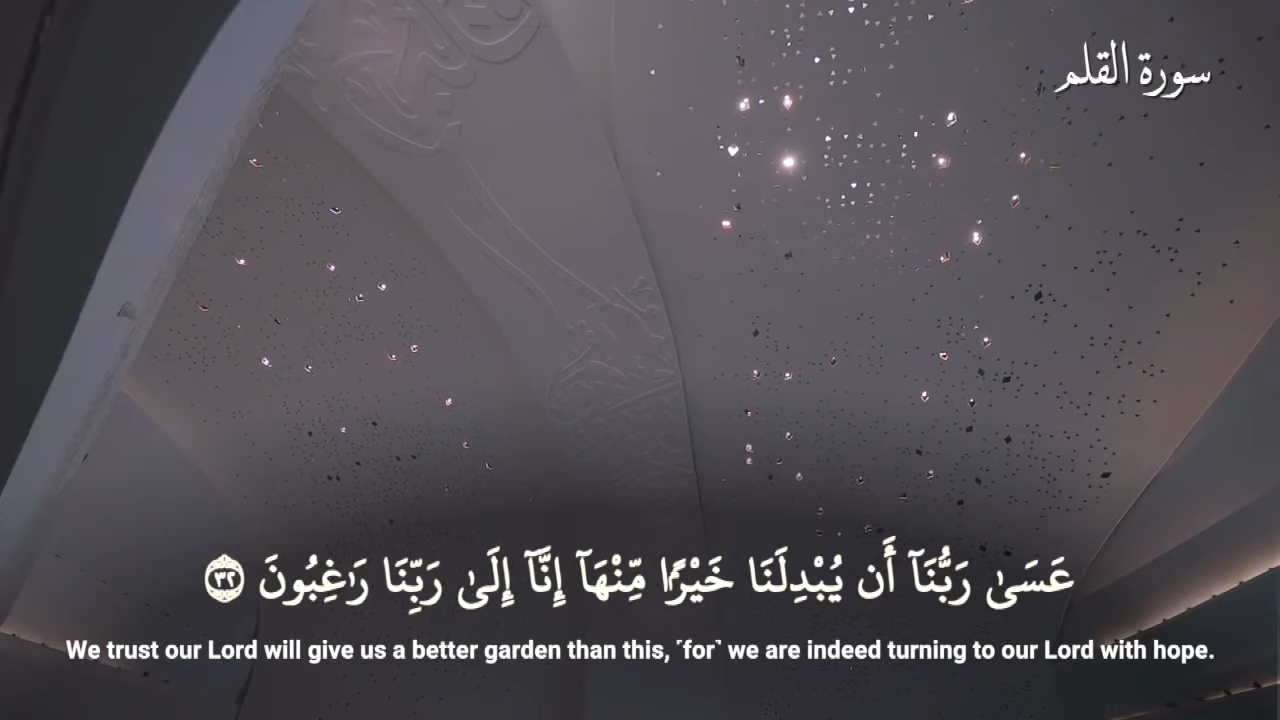 سورة القلم
عَسَىٰ رَبُّنَآ أَن يُبْدِلَنَا خَيْرًا مِّنْهَآ إِنَّآ إِلَىٰ رَبِّنَا رَٰغِبُونَ ٣٢
We trust our Lord will give us a better garden than this, ˹for˺ we are indeed turning to our Lord with hope.